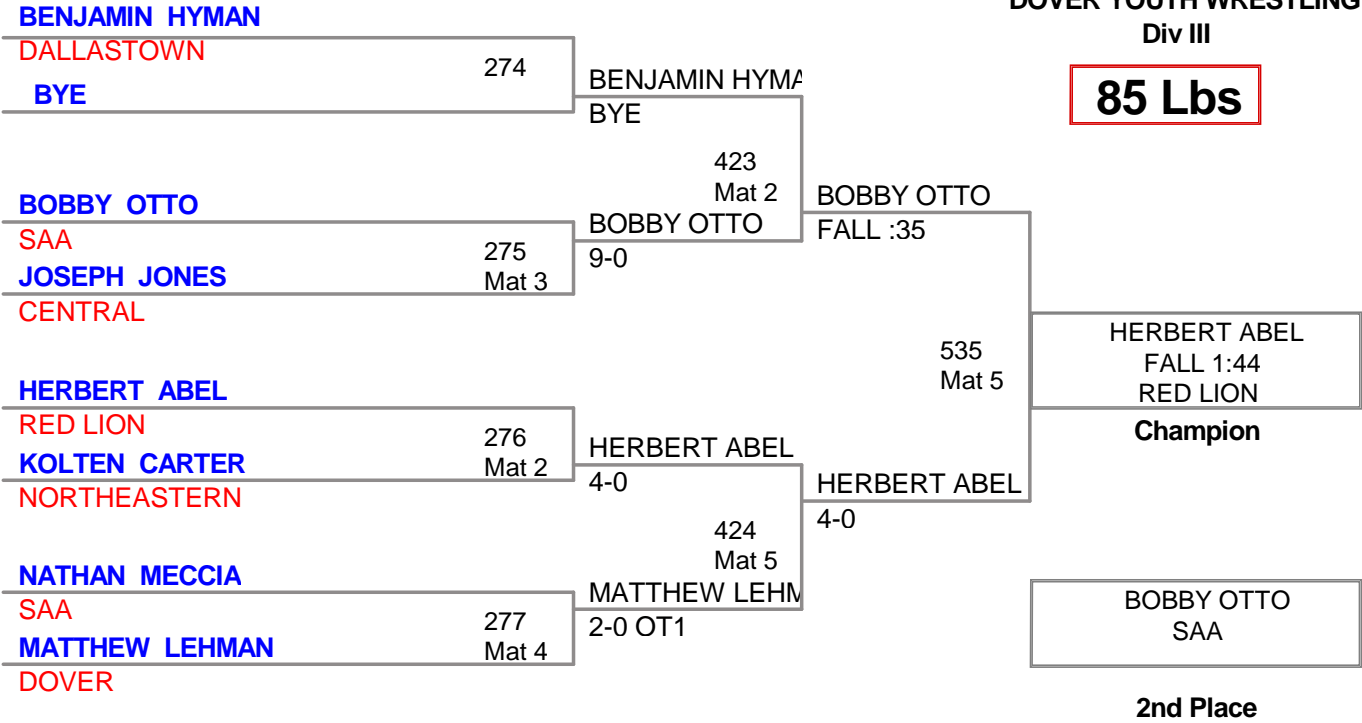 DOVER YOUTH WRESTLING
Div III
85 Lbs
BENJAMIN HYMAN
DALLASTOWN
BYE
274
BOBBY OTTO
SAA
JOSEPH JONES
CENTRAL
275
Mat 3
HERBERT ABEL
RED LION
KOLTEN CARTER
NORTHEASTERN
276
Mat 2
NATHAN MECCIA
SAA
MATTHEW LEHMAN
DOVER
277
Mat 4
BENJAMIN HYMA
BYE
423
Mat 2
BOBBY OTTO
9-0
HERBERT ABEL
4-0
424
Mat 5
MATTHEW LEHM
2-0 OT1
BOBBY OTTO
FALL :35
535
Mat 5
HERBERT ABEL
4-0
HERBERT ABEL
FALL 1:44
RED LION
Champion
BOBBY OTTO
SAA
2nd Place